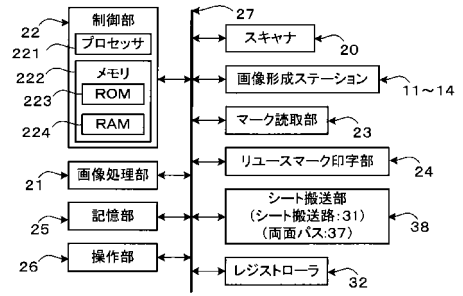 27
22
制御部
プロセッサ
221
222
メモリ
223
ROM
224
RAM
21
画像処理部
25
記憶部
26
操作部
スキャナ
20
画像形成ステーション
11～14
マーク読取部
23
リユースマーク印字部
24
シート搬送部
(シート搬送路:31)
(両面パス:37)
38
レジストローラ
32